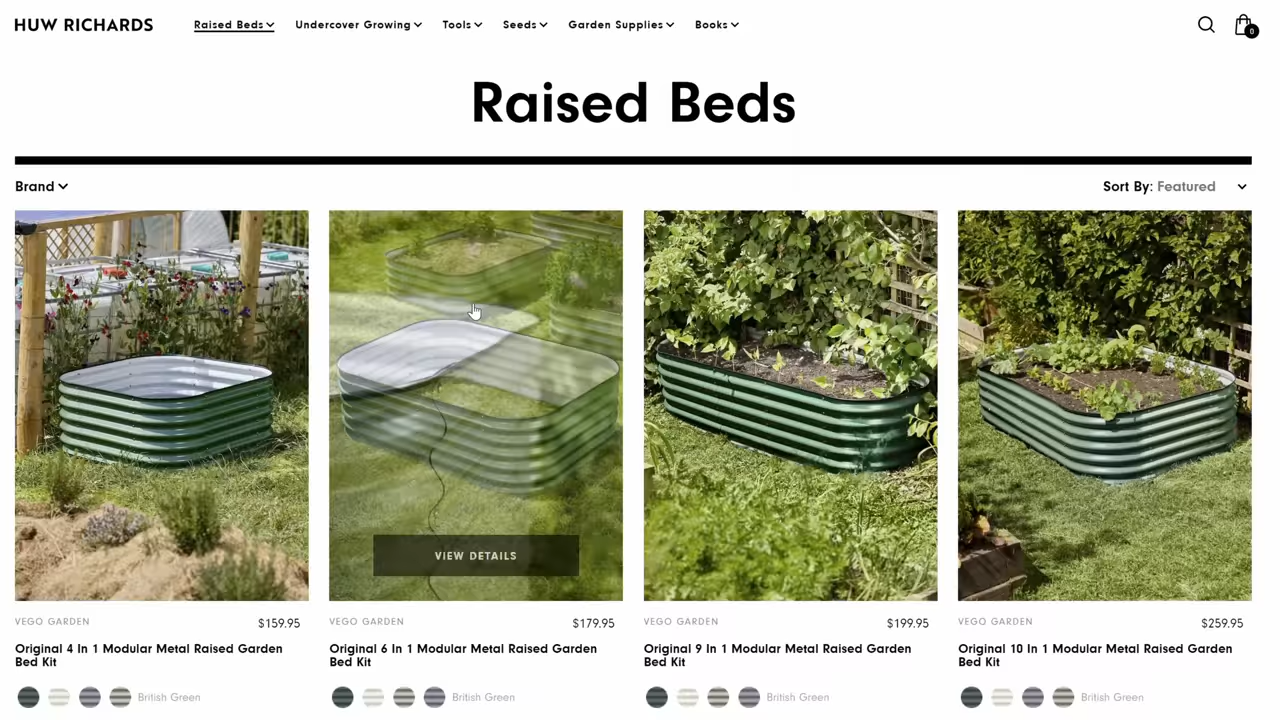 HUW RICHARDS
Raised Beds
Undercover Growing
Tools
Seeds
Garden Supplies
Books
0
Raised Beds
Brand
Sort By: Featured
VIEW DETAILS
VEGO GARDEN $159.95
Original 4 In 1 Modular Metal Raised Garden
Bed Kit
British Green
VEGO GARDEN $179.95
Original 6 In 1 Modular Metal Raised Garden
Bed Kit
British Green
VEGO GARDEN $199.95
Original 9 In 1 Modular Metal Raised Garden
Bed Kit
British Green
VEGO GARDEN $259.95
Original 10 In 1 Modular Metal Raised Garden
Bed Kit
British Green